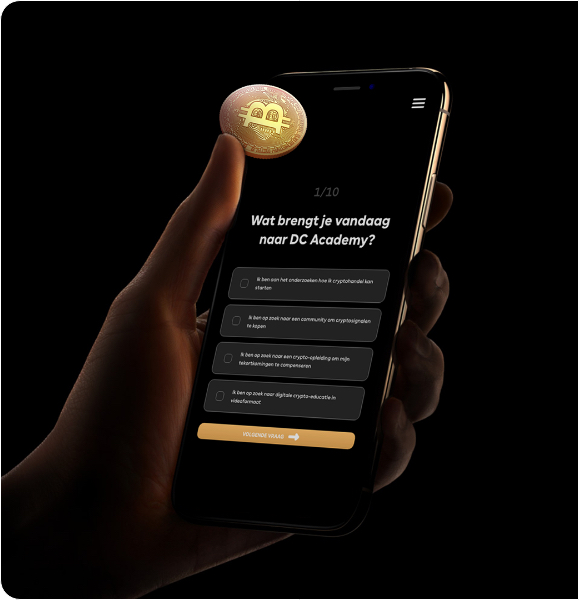 1/10
Wat brengt je vandaag
naar DC Academy?
Ik ben aan het onderzoeken hoe ik cryptohandel kan
starten
Ik ben op zoek naar een community om cryptosignalen
te kopen
Ik ben op zoek naar een crypto-opleiding om mijn
tekortkomingen te compenseren
Ik ben op zoek naar digitale crypto-educatie in
videoformaat
VOLGENDE VRAAG